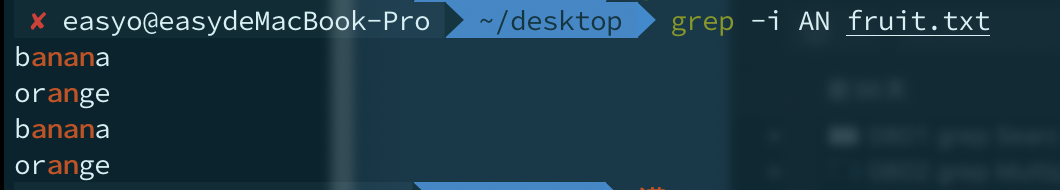 ✘ easyo@easydeMacBook-Pro ~/desktop grep -i AN fruit.txt
banana
orange
banana
orange